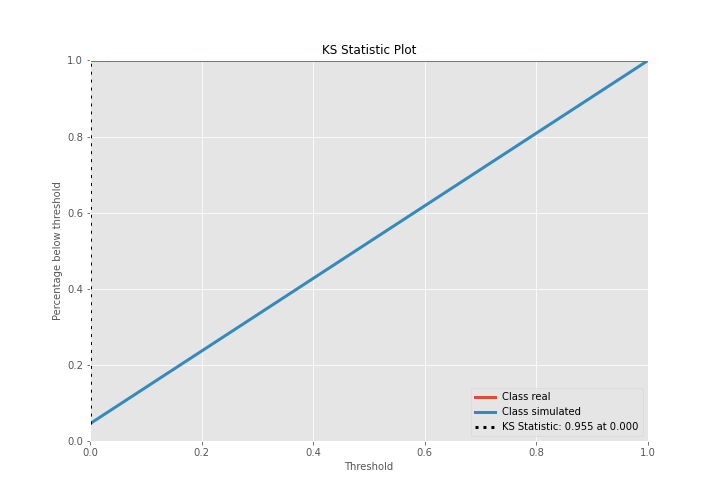 KS Statistic Plot
1.0
0.8
0.6
0.4
0.2
0.0
Percentage below threshold
0.0 0.2 0.4 0.6 0.8 1.0
Threshold
Class real
Class simulated
KS Statistic: 0.955 at 0.000